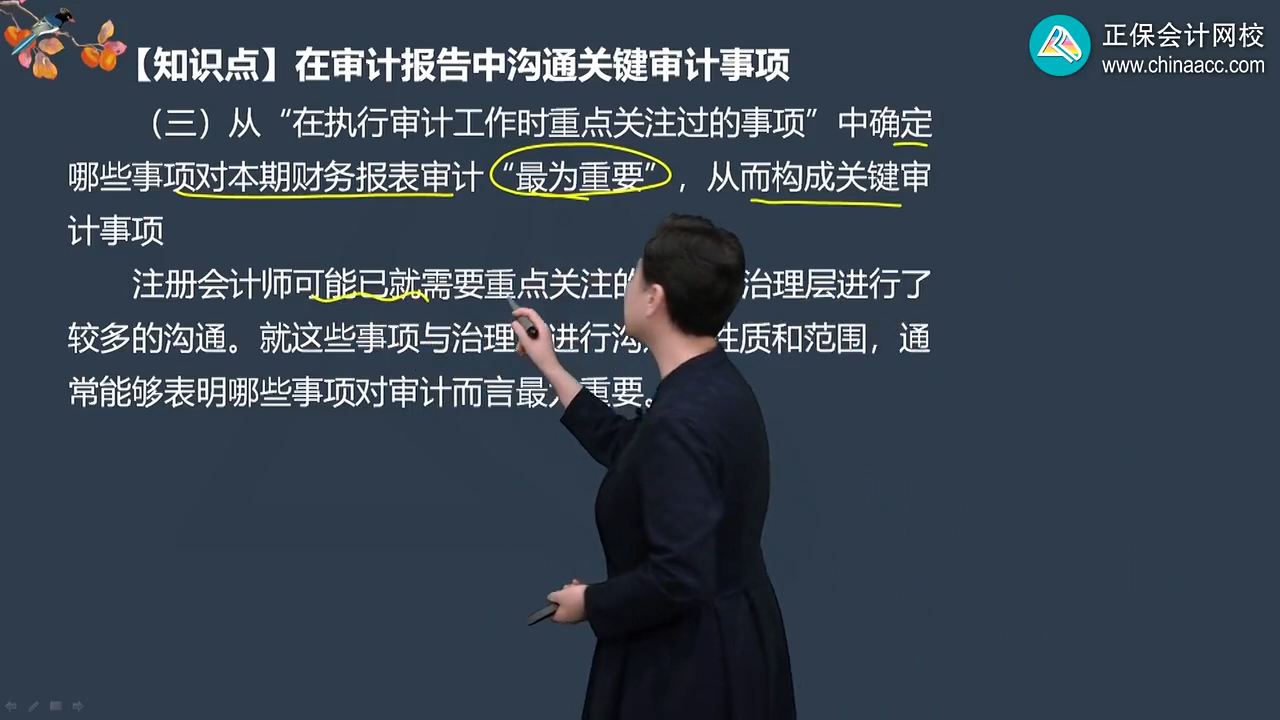 正保会计网校
www.chinaacc.com
【知识点】在审计报告中沟通关键审计事项
（三）从“在执行审计工作时重点关注过的事项”中确定
哪些事项对本期财务报表审计“最为重要”，从而构成关键审
计事项
注册会计师可能已就需要重点关注的 治理层进行了
较多的沟通。就这些事项与治理 进行沟 性质和范围，通
常能够表明哪些事项对审计而言最为重要。